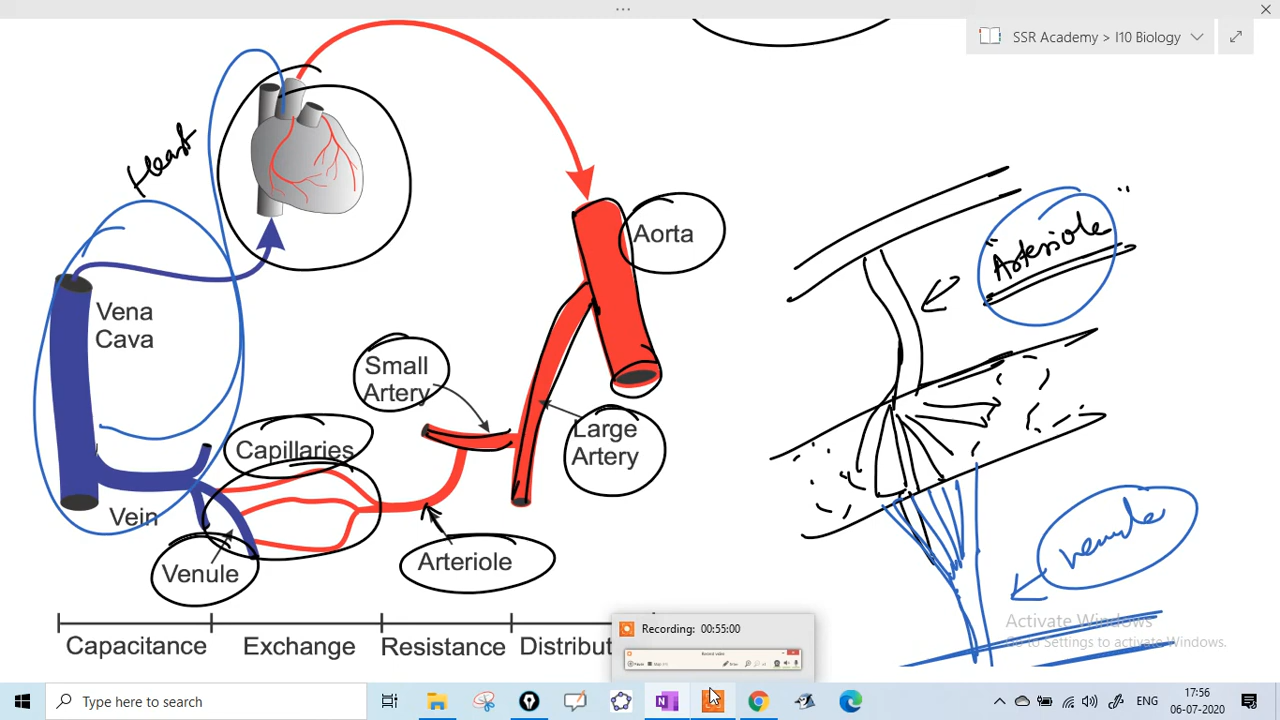 SSR Academy > I10 Biology
Heart
Aorta
"Arteriole"
Vena
Cava
Small
Artery
Large
Artery
Capillaries
Vein
Venule
Arteriole
venule
Capacitance
Exchange
Resistance
Distribut
Recording: 00:55:00
Activate Windows
Go to Settings to activate Windows.
Type here to search
ENG
17:56
06-07-2020